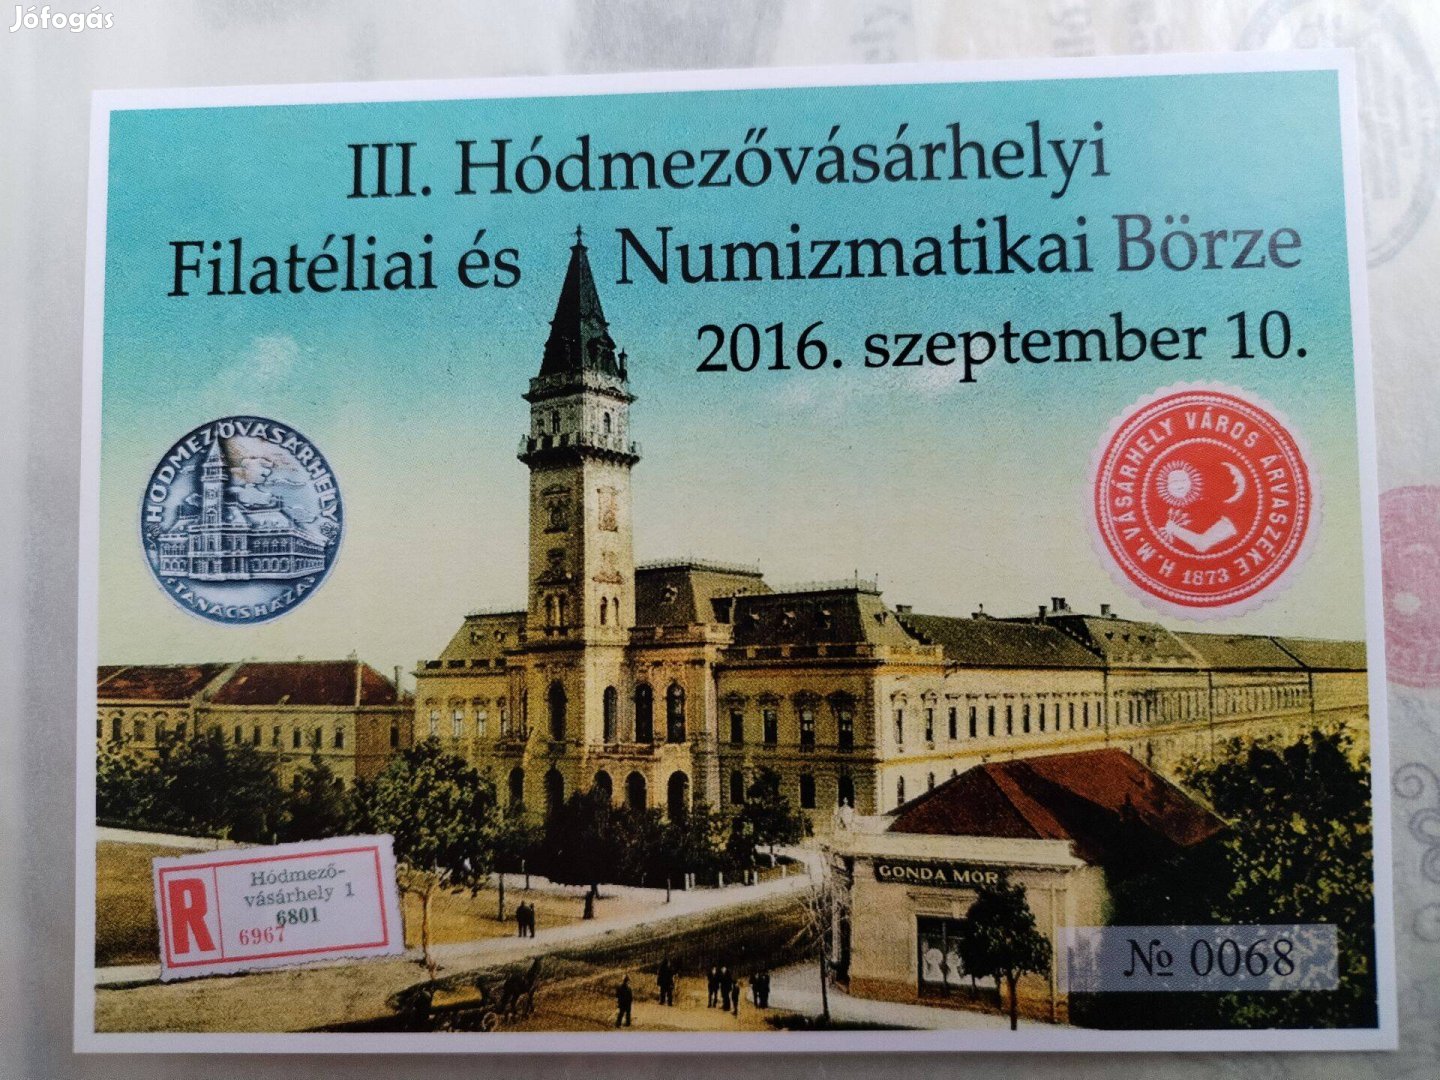 Jófogás
III. Hódmezővásárhelyi
Filatéliai és Numizmatikai Börze
2016. szeptember 10.
HÓDMEZŐVÁSÁRHELY
TANÁCSHÁZA
H.M.VÁSÁRHELY VÁROS ÁRVASZÉKE
1873
R
Hódmező-
vásárhely 1
6801
6967
GONDA MÓR
№ 0068